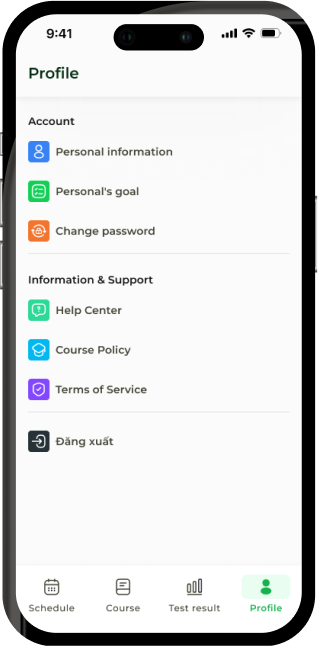 9:41
Profile
Account
Personal information
Personal's goal
Change password
Information & Support
Help Center
Course Policy
Terms of Service
Đăng xuất
Schedule
Course
Test result
Profile